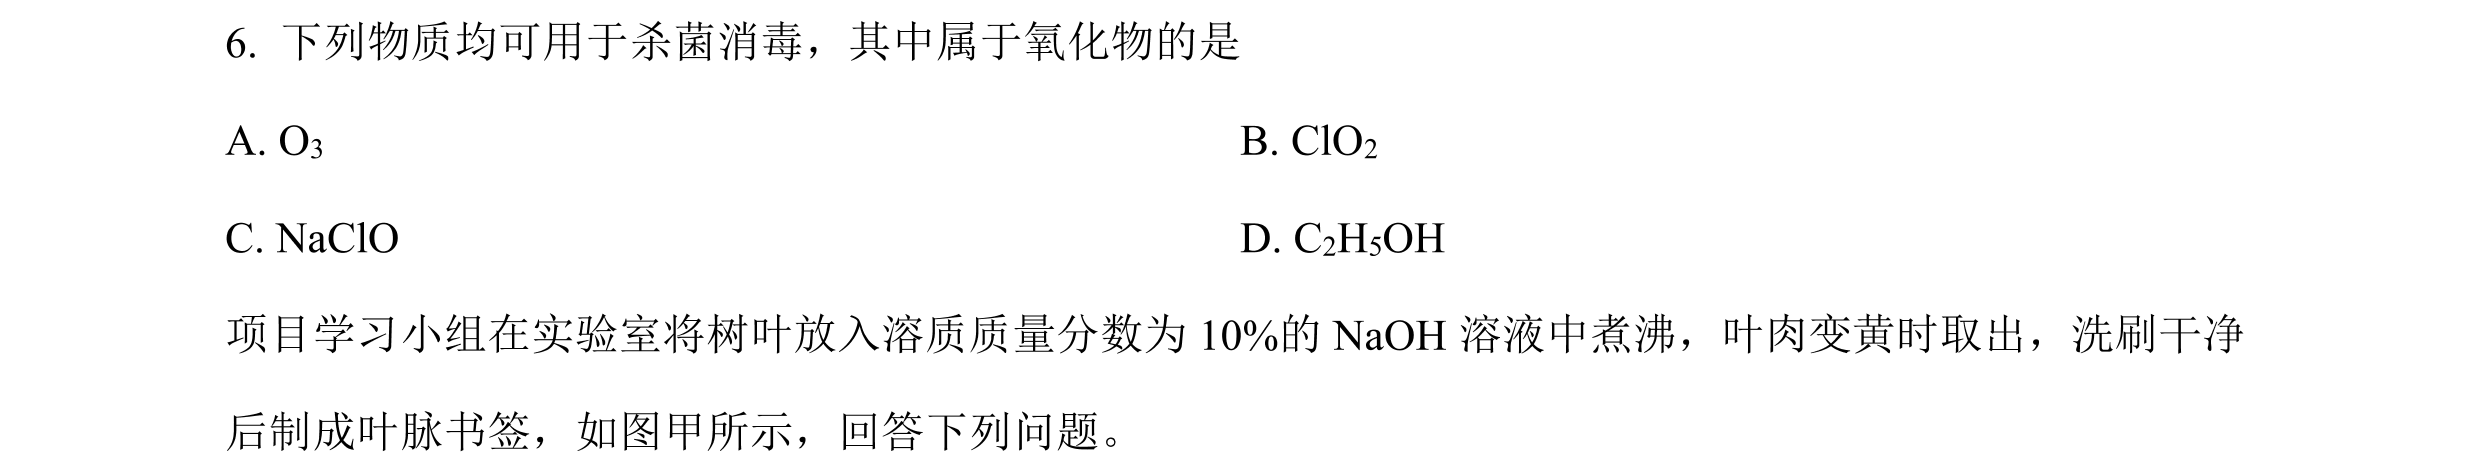 6. 下列物质均可用于杀菌消毒，其中属于氧化物的是
A. O₃ B. ClO₂
C. NaClO D. C₂H₅OH
项目学习小组在实验室将树叶放入溶质质量分数为 10%的 NaOH 溶液中煮沸，叶肉变黄时取出，洗刷干净
后制成叶脉书签，如图甲所示，回答下列问题。